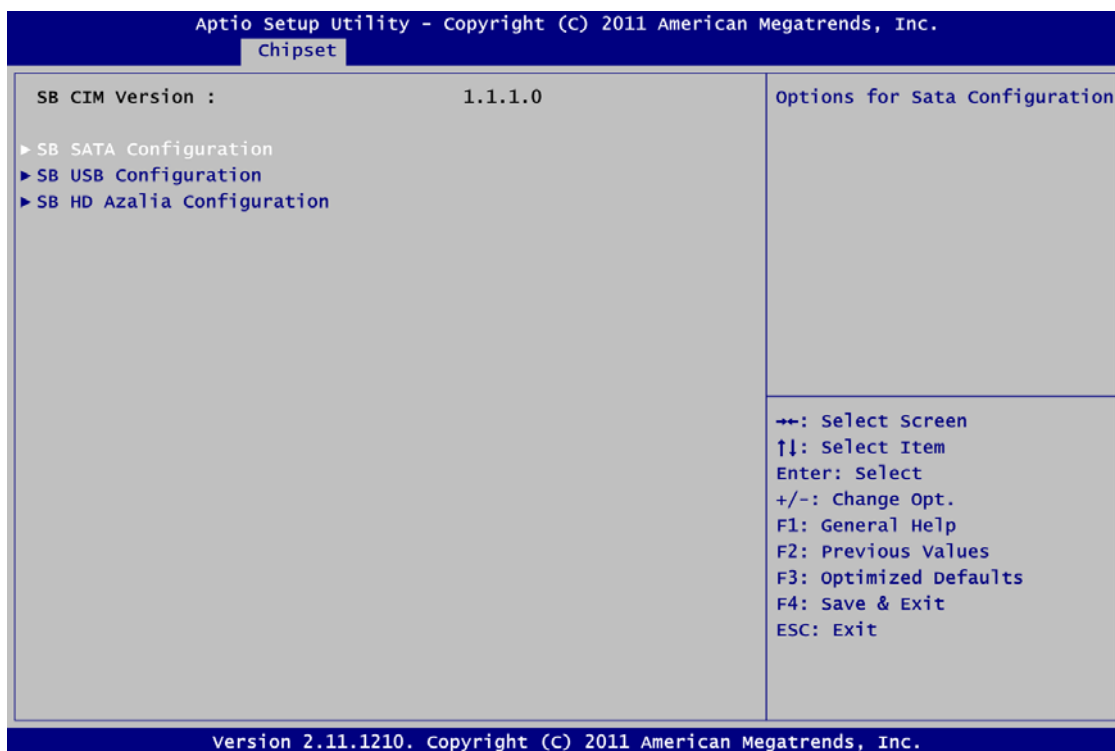 Aptio Setup Utility - Copyright (C) 2011 American Megatrends, Inc.
Chipset
SB CIM Version : 1.1.1.0
►SB SATA Configuration
►SB USB Configuration
►SB HD Azalia Configuration
Options for Sata Configuration
→←: Select Screen
↑↓: Select Item
Enter: Select
+/-: Change Opt.
F1: General Help
F2: Previous Values
F3: Optimized Defaults
F4: Save & Exit
ESC: Exit
Version 2.11.1210. Copyright (C) 2011 American Megatrends, Inc.